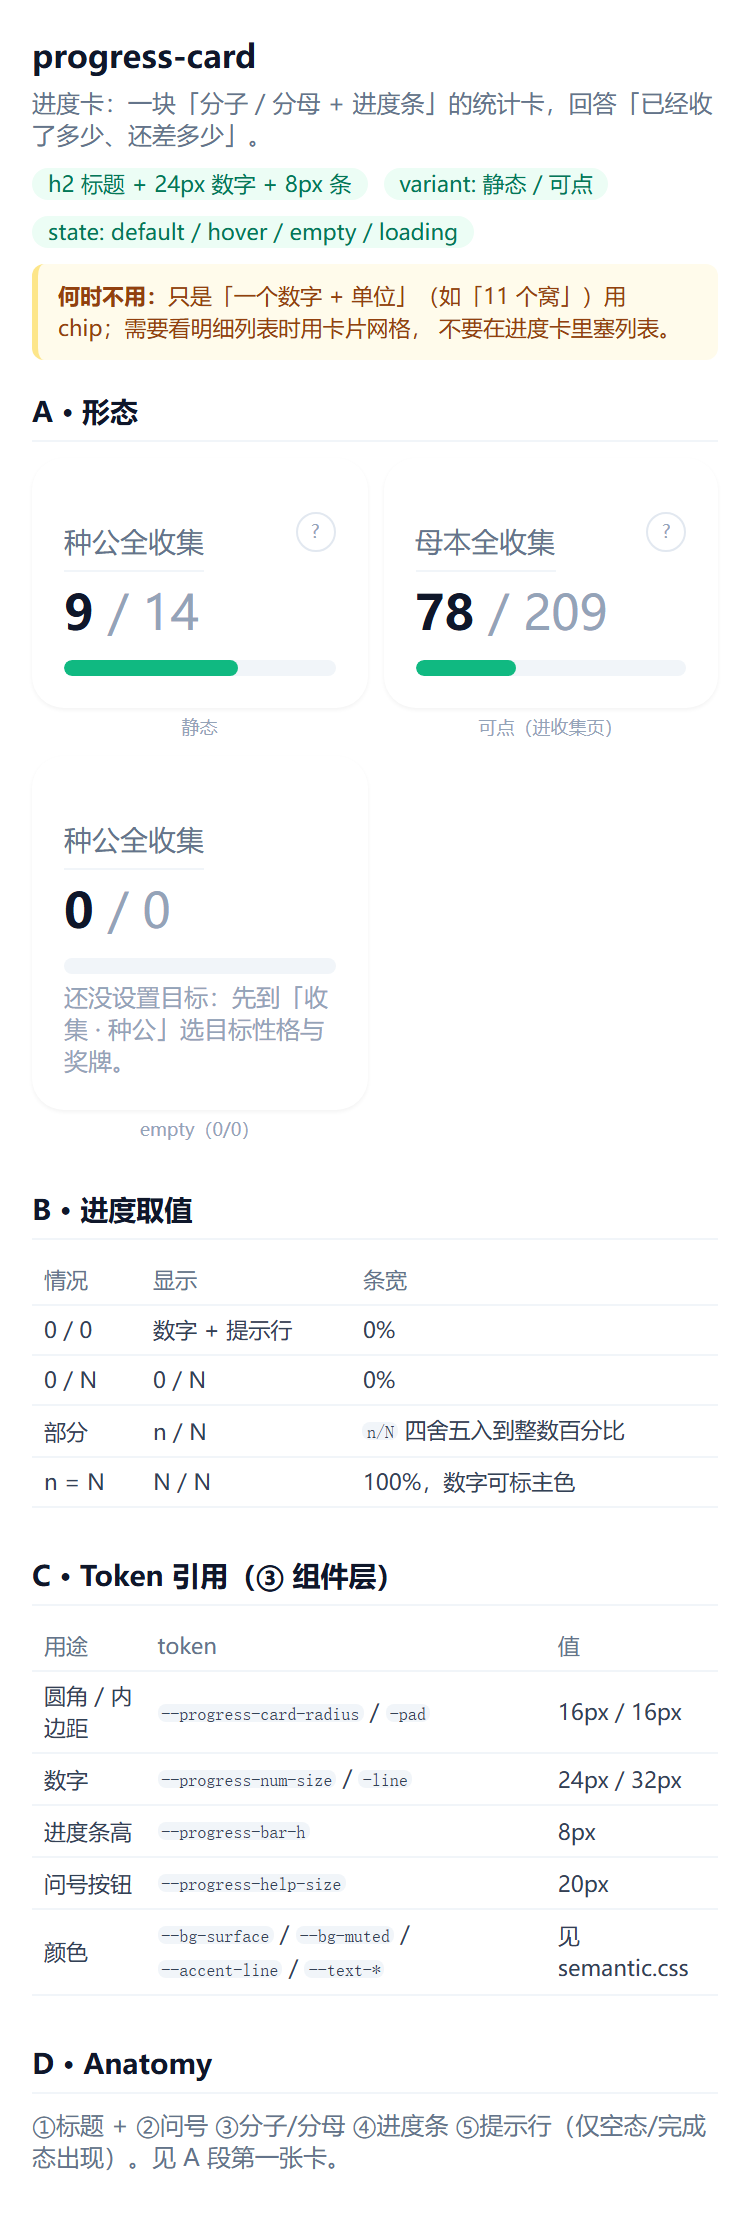 progress-card
进度卡：一块「分子 / 分母 + 进度条」的统计卡，回答「已经收
了多少、还差多少」。
h2 标题 + 24px 数字 + 8px 条
variant: 静态 / 可点
state: default / hover / empty / loading
何时不用：只是「一个数字 + 单位」（如「11 个窝」）用
chip；需要看明细列表时用卡片网格， 不要在进度卡里塞列表。
A • 形态
种公全收集
?
9 / 14
静态
母本全收集
?
78 / 209
可点（进收集页）
种公全收集
0 / 0
还没设置目标：先到「收
集 · 种公」选目标性格与
奖牌。
empty（0/0）
B • 进度取值
情况 显示 条宽
0 / 0 数字 + 提示行 0%
0 / N 0 / N 0%
部分 n / N n/N 四舍五入到整数百分比
n = N N / N 100%，数字可标主色
C • Token 引用（③ 组件层）
用途 token 值
圆角 / 内
边距 --progress-card-radius / -pad 16px / 16px
数字 --progress-num-size / -line 24px / 32px
进度条高 --progress-bar-h 8px
问号按钮 --progress-help-size 20px
颜色 --bg-surface / --bg-muted /
--accent-line / --text-* 见
semantic.css
D • Anatomy
①标题 + ②问号 ③分子/分母 ④进度条 ⑤提示行（仅空态/完成
态出现）。见 A 段第一张卡。